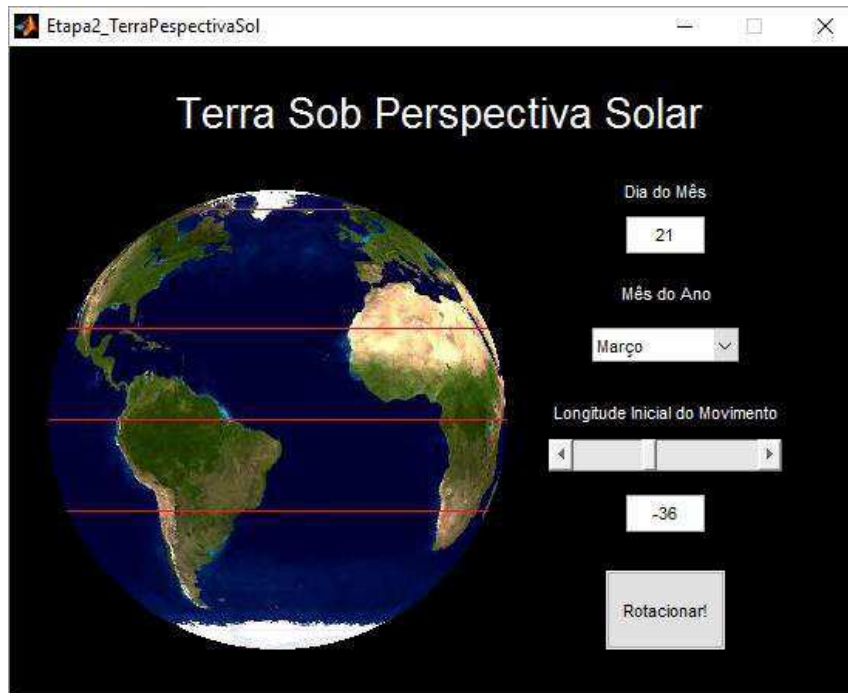 Etapa2_TerraPespectivaSol
Terra Sob Perspectiva Solar
Dia do Mês
21
Mês do Ano
Março
Longitude Inicial do Movimento
-36
Rotacionar!